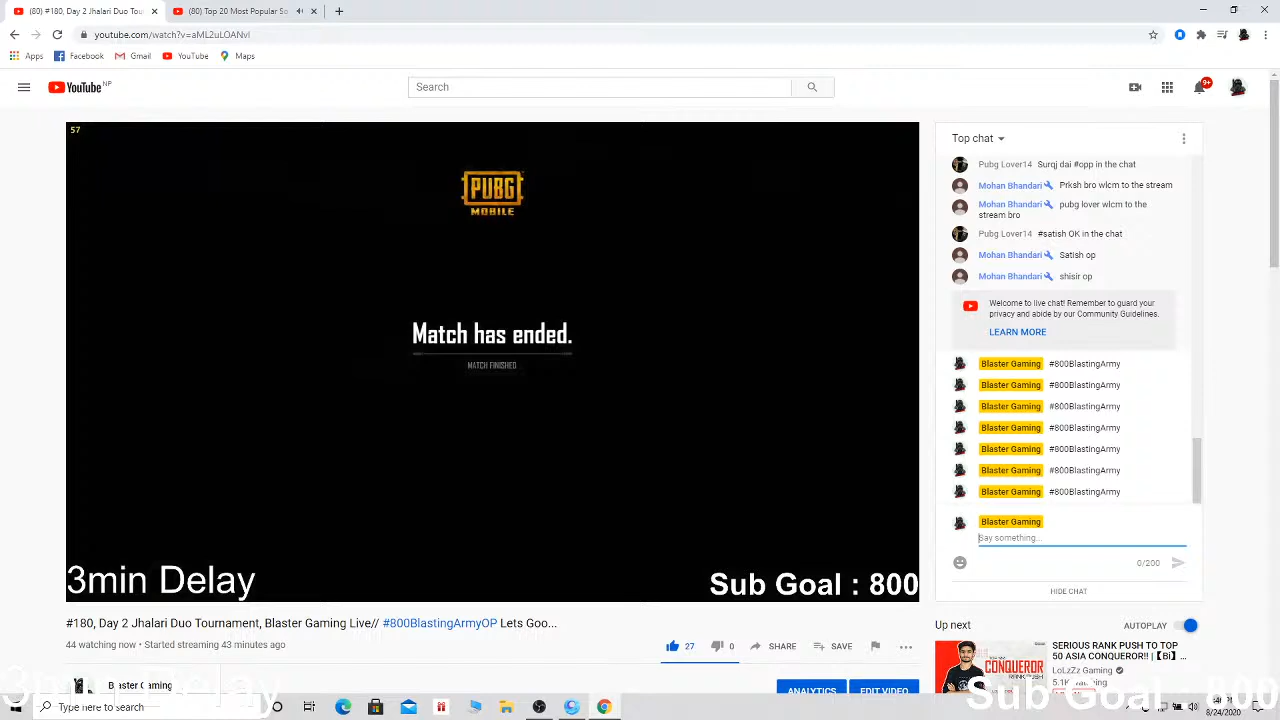 (80) #180, Day 2 Jhalari Duo Tour
(80) Top 20 Most Popular So
youtube.com/watch?v=aML2uLOANvI
Apps
Facebook
Gmail
YouTube
Maps
YouTube NP
Search
9+
57
PUBG
MOBILE
Match has ended.
MATCH FINISHED
3min Delay
Sub Goal : 800
Top chat
Pubg Lover14 Surqj dai #opp in the chat
Mohan Bhandari Prksh bro wlcm to the stream
Mohan Bhandari pubg lover wlcm to the
stream bro
Pubg Lover14 #satish OK in the chat
Mohan Bhandari Satish op
Mohan Bhandari shisir op
Welcome to live chat! Remember to guard your
privacy and abide by our Community Guidelines.
LEARN MORE
Blaster Gaming #800BlastingArmy
Blaster Gaming #800BlastingArmy
Blaster Gaming #800BlastingArmy
Blaster Gaming #800BlastingArmy
Blaster Gaming #800BlastingArmy
Blaster Gaming #800BlastingArmy
Blaster Gaming #800BlastingArmy
Blaster Gaming
Say something...
0/200
HIDE CHAT
#180, Day 2 Jhalari Duo Tournament, Blaster Gaming Live// #800BlastingArmyOP Lets Goo...
44 watching now • Started streaming 43 minutes ago
27
0
SHARE
SAVE
Up next
AUTOPLAY
SERIOUS RANK PUSH TO TOP
50 ASIA CONQUEROR!! | 【Bi】 ...
LoLzZz Gaming
CONQUEROR
Blaster Gaming
ANALYTICS
EDIT VIDEO
Sub Goal : 800
Type here to search
8/24/2020